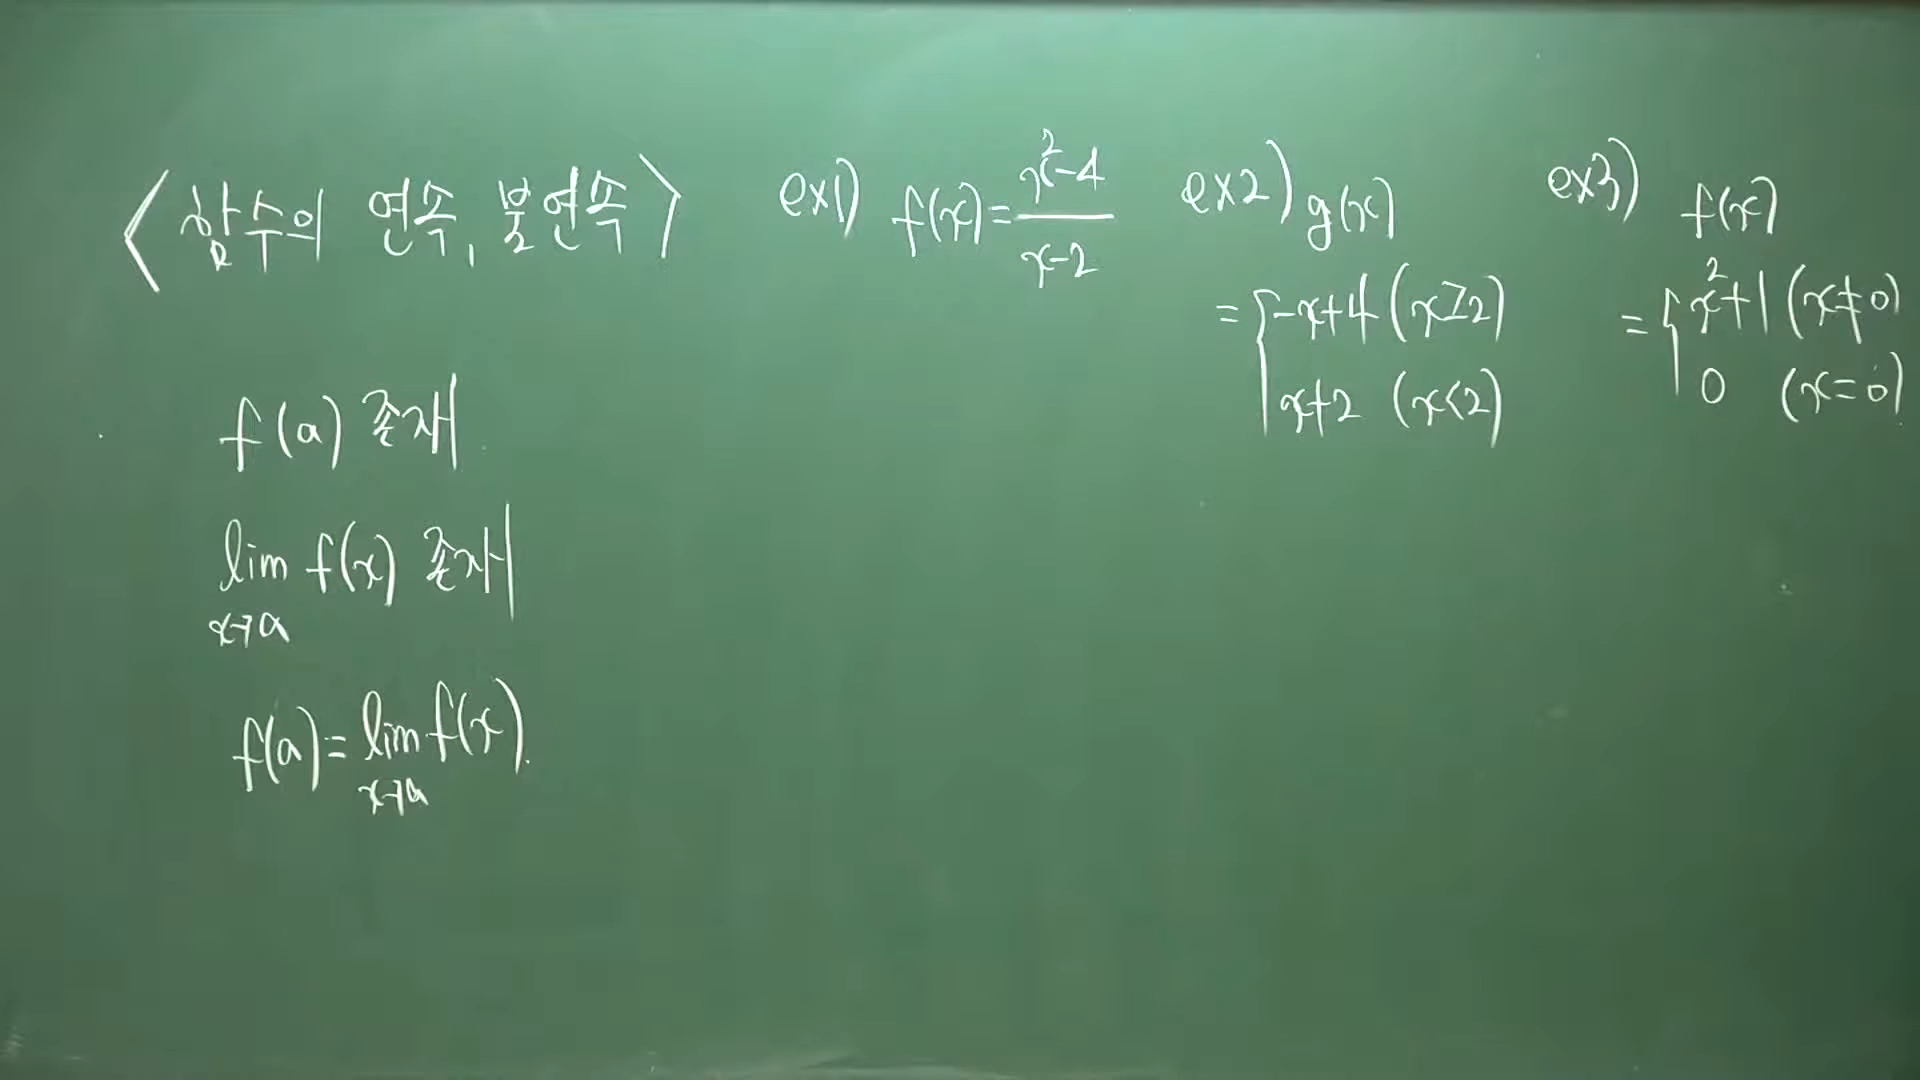 <함수의 연속, 불연속>
f(a) 존재
lim f(x) 존재
x→a
f(a)=lim f(x).
x→a
ex1) f(x)=x²-4
x-2
ex2) g(x)
={-x+4 (x≥2)
x+2 (x<2)
ex3) f(x)
={x²+1 (x≠0)
0 (x=0)